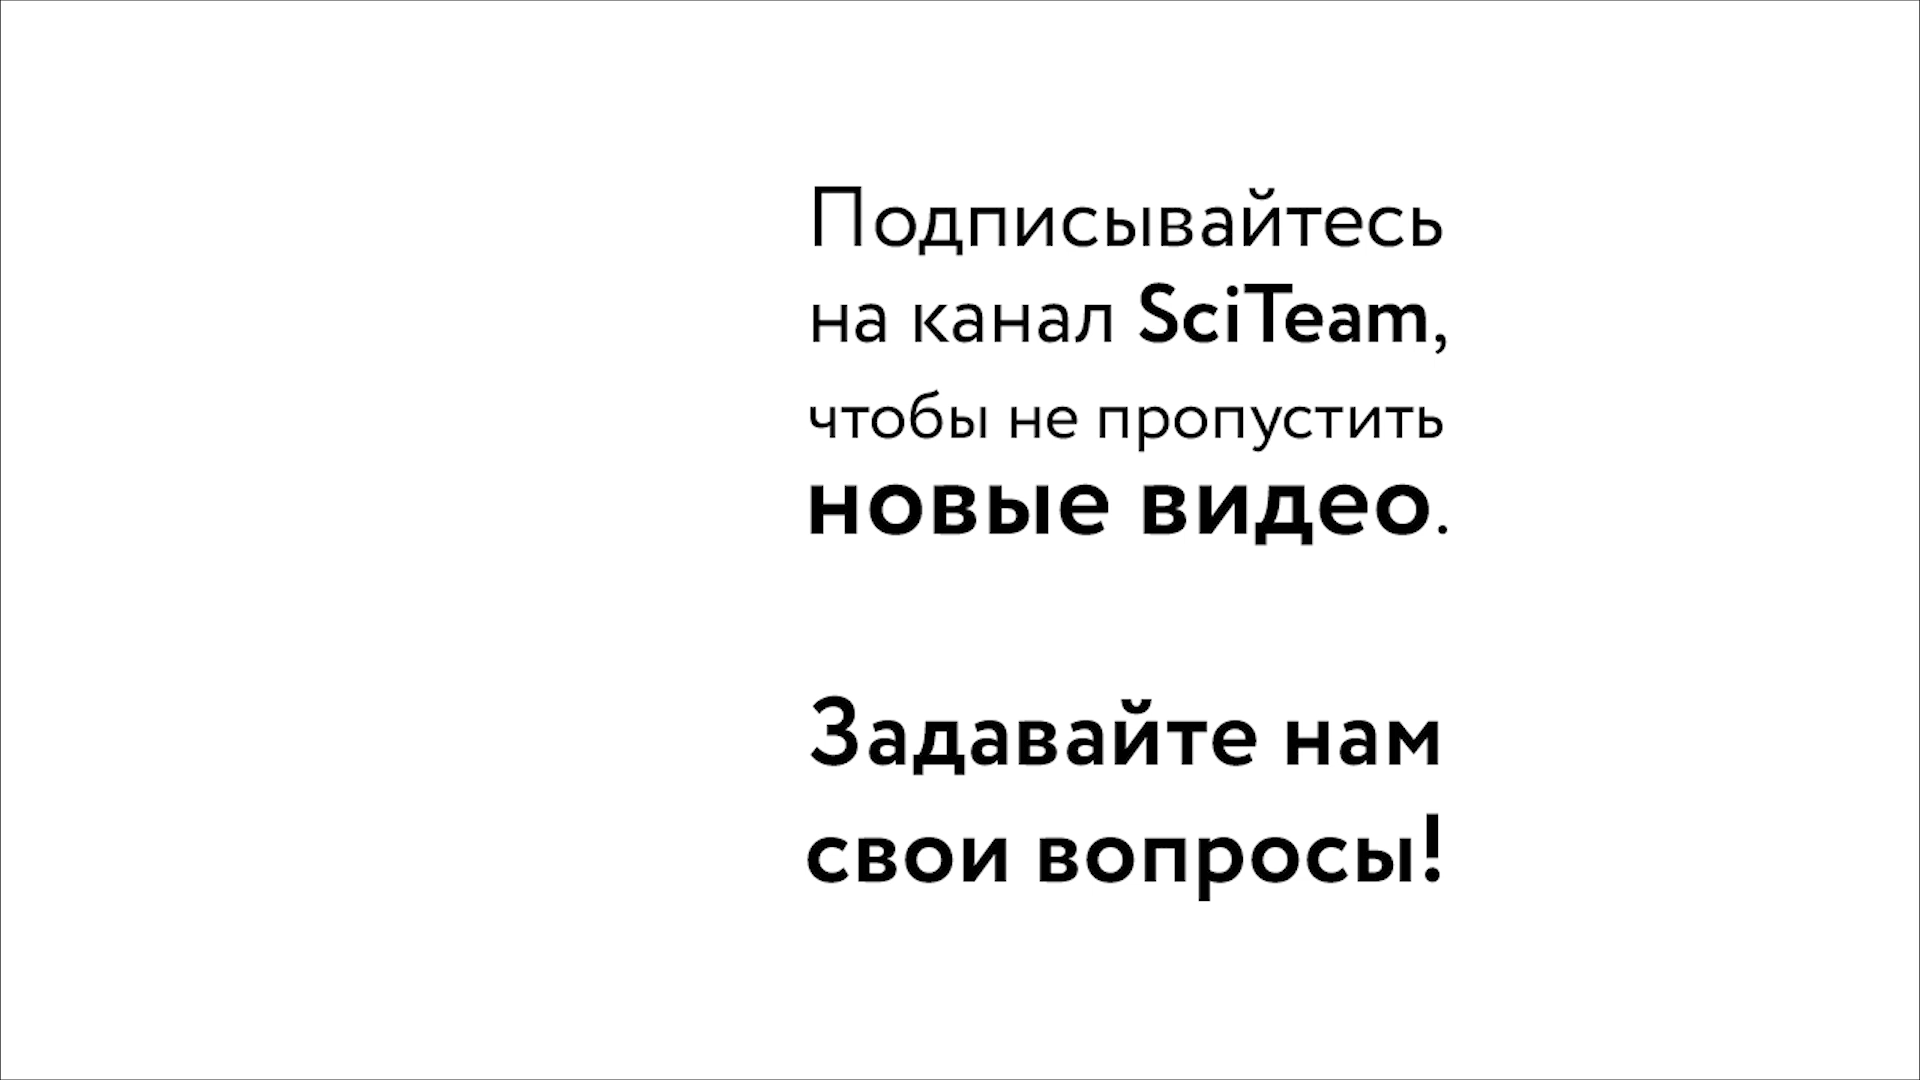 Подписывайтесь
на канал SciTeam,
чтобы не пропустить
новые видео.
Задавайте нам
свои вопросы!